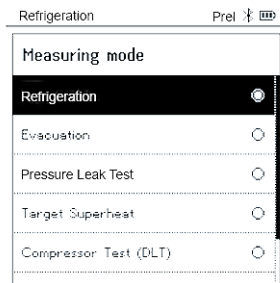 Refrigeration Prel
Measuring mode
Refrigeration
Evacuation
Pressure Leak Test
Target Superheat
Compressor Test (DLT)